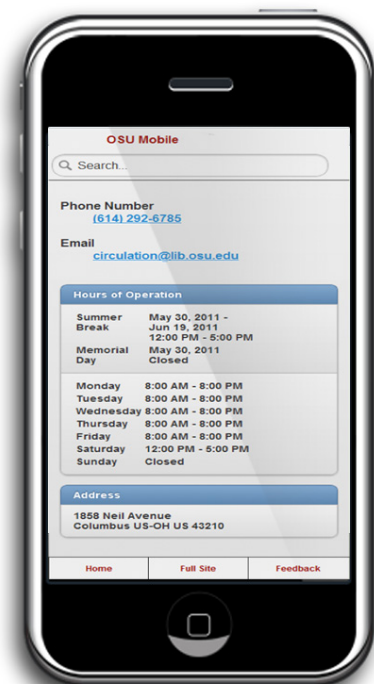 OSU Mobile
Search...
Phone Number
(614) 292-6785
Email
circulation@lib.osu.edu
Hours of Operation
Summer Break May 30, 2011 -
Jun 19, 2011
12:00 PM - 5:00 PM
Memorial Day May 30, 2011
Closed
Monday 8:00 AM - 8:00 PM
Tuesday 8:00 AM - 8:00 PM
Wednesday 8:00 AM - 8:00 PM
Thursday 8:00 AM - 8:00 PM
Friday 8:00 AM - 8:00 PM
Saturday 12:00 PM - 5:00 PM
Sunday Closed
Address
1858 Neil Avenue
Columbus US-OH US 43210
Home Full Site Feedback